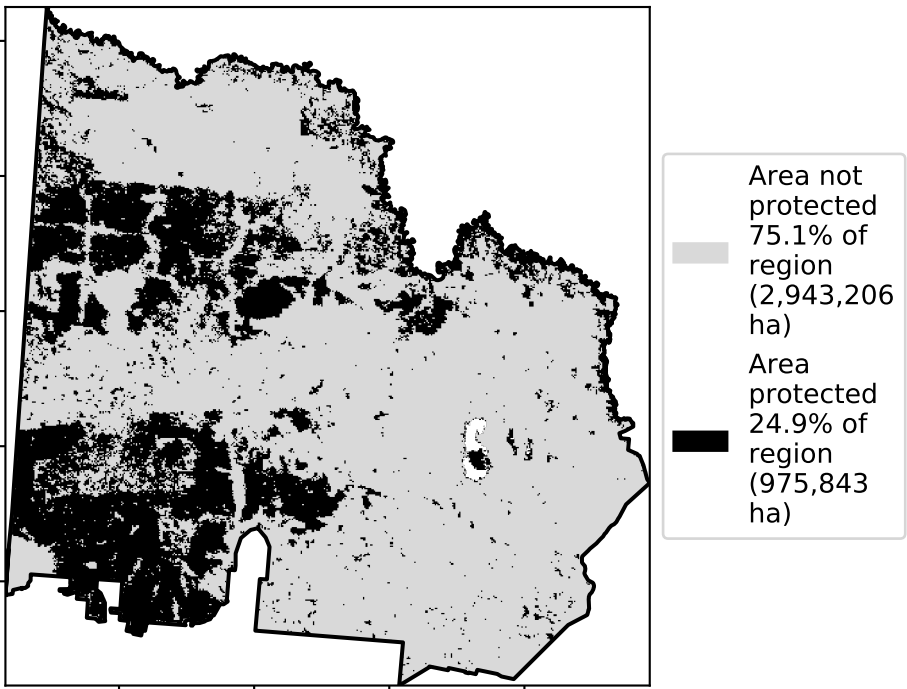 Area not
protected
75.1% of
region
(2,943,206
ha)
Area
protected
24.9% of
region
(975,843
ha)